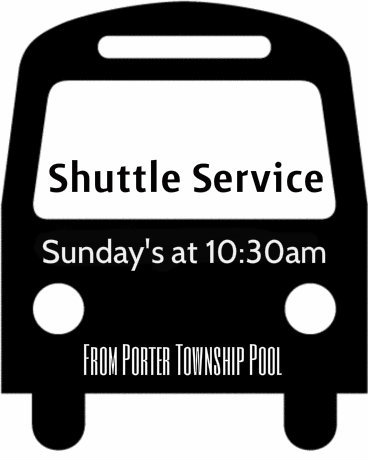 Shuttle Service
Sunday's at 10:30am
From Porter Township Pool